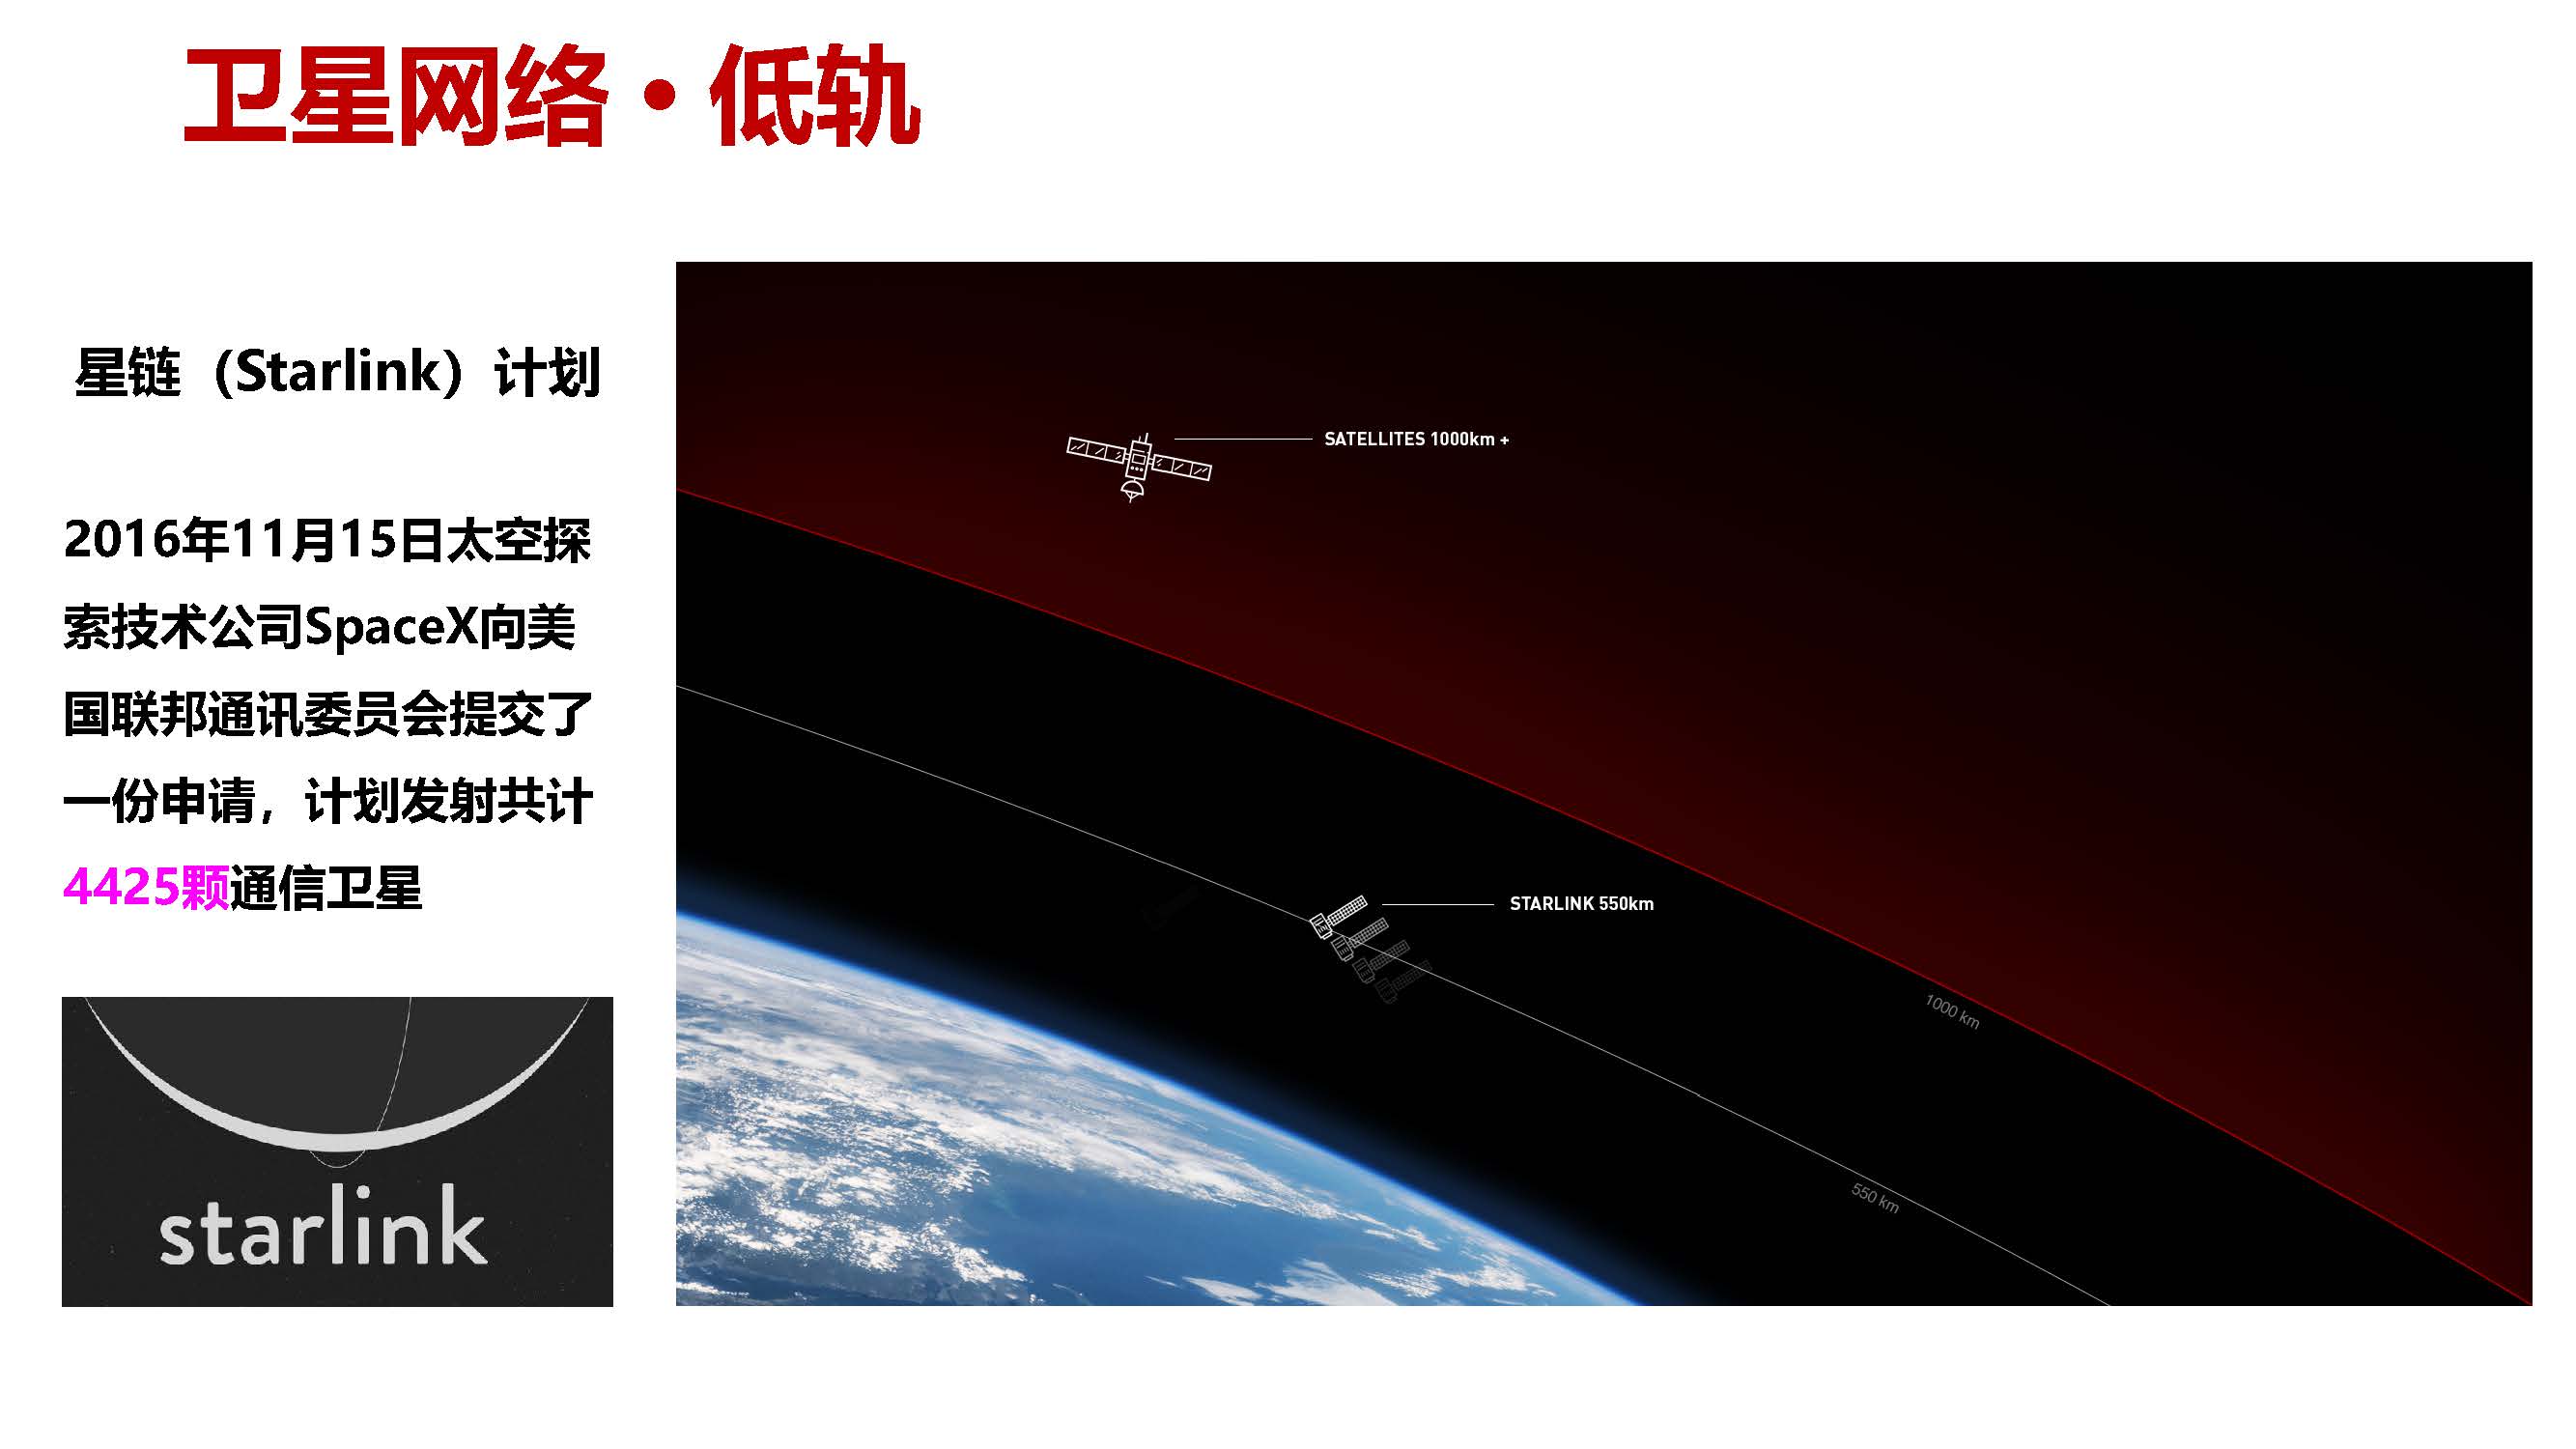 卫星网络·低轨
星链（Starlink）计划
2016年11月15日太空探
索技术公司SpaceX向美
国联邦通讯委员会提交了
一份申请，计划发射共计
4425颗通信卫星
starlink
SATELLITES 1000km +
STARLINK 550km
1000 km
550 km